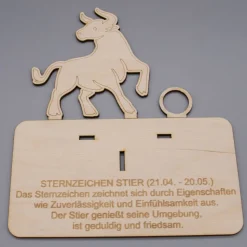 STERNZEICHEN STIER (21.04. - 20.05.)
Das Sternzeichen zeichnet sich durch Eigenschaften
wie Zuverlässigkeit und Einfühlsamkeit aus.
Der Stier genießt seine Umgebung,
ist geduldig und friedsam.